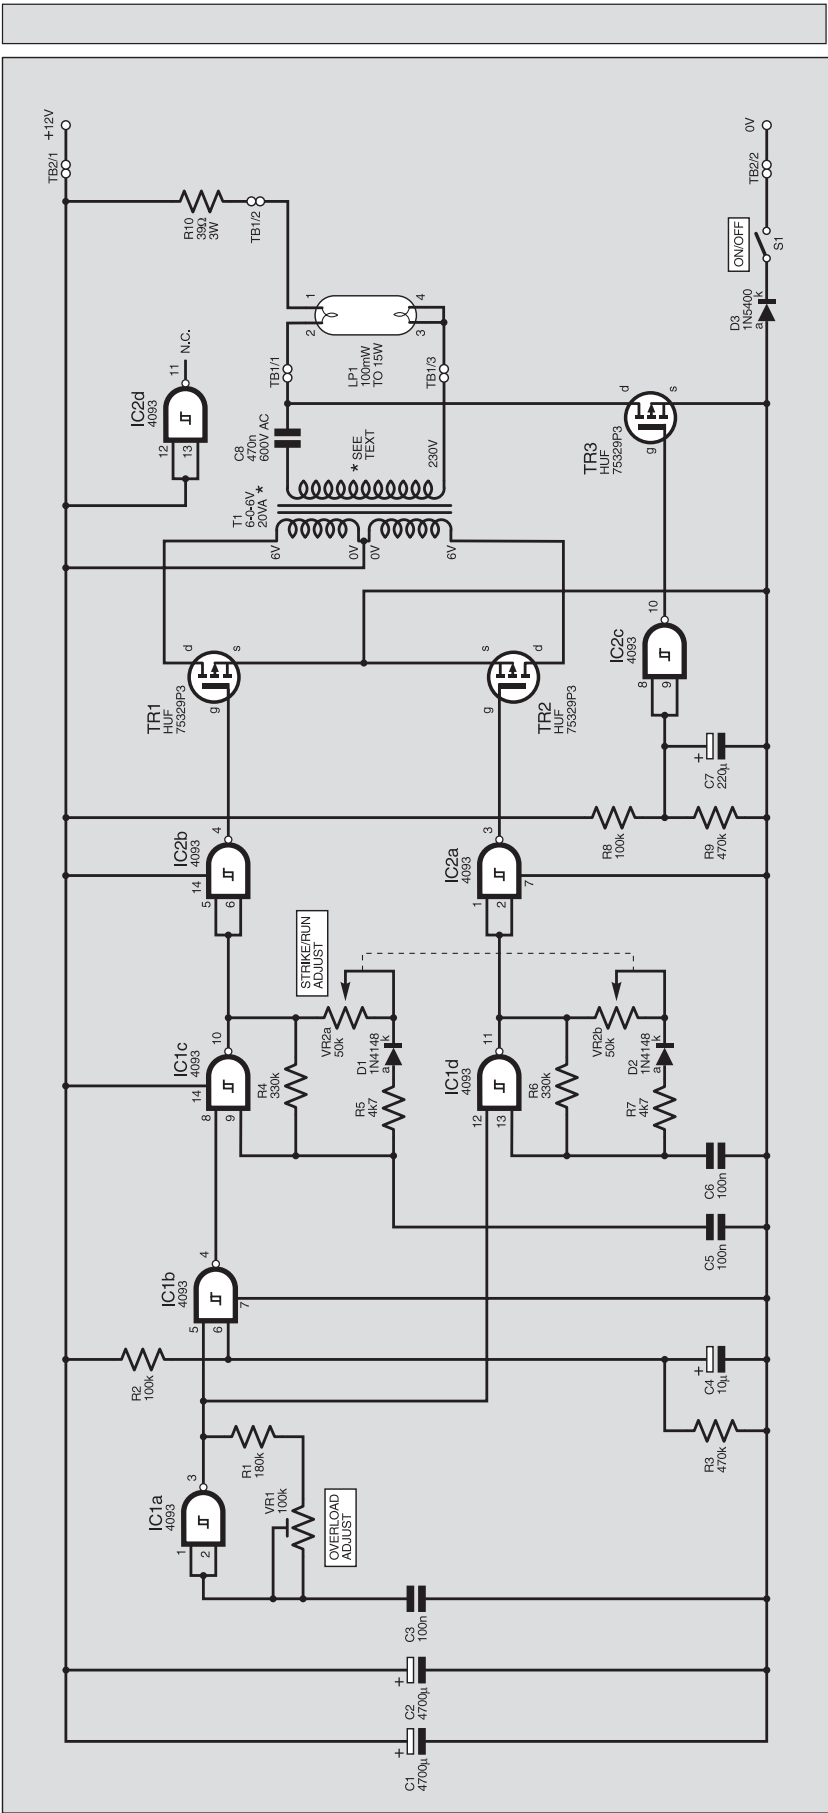 TB2/1
+12V
R10
39Ω
3W
TB1/2
IC2d
4093
12
13
11
N.C.
TB1/1
C8
470n
600V AC
1
2
4
3
LP1
100mW
TO 15W
TB1/3
* SEE
TEXT
230V
T1
6-0-6V
20VA *
6V
0V
0V
6V
0V
TB2/2
ON/OFF
S1
D3
1N5400
a
k
TR3
HUF
75329P3
d
g
s
TR1
HUF
75329P3
d
g
s
TR2
HUF
75329P3
s
g
d
IC2c
4093
8
9
10
C7
220µ
+
R8
100k
R9
470k
IC2b
4093
14
5
6
4
IC2a
4093
1
2
3
7
STRIKE/RUN
ADJUST
VR2a
50k
D1
1N4148
a
k
R4
330k
R5
4k7
IC1c
4093
14
8
9
10
IC1d
4093
12
13
11
R6
330k
VR2b
50k
D2
1N4148
a
k
R7
4k7
C6
100n
C5
100n
IC1b
4093
5
6
4
7
R2
100k
C4
10µ
+
R3
470k
IC1a
4093
1
2
3
R1
180k
VR1
100k
OVERLOAD
ADJUST
C3
100n
C2
4700µ
+
C1
4700µ
+